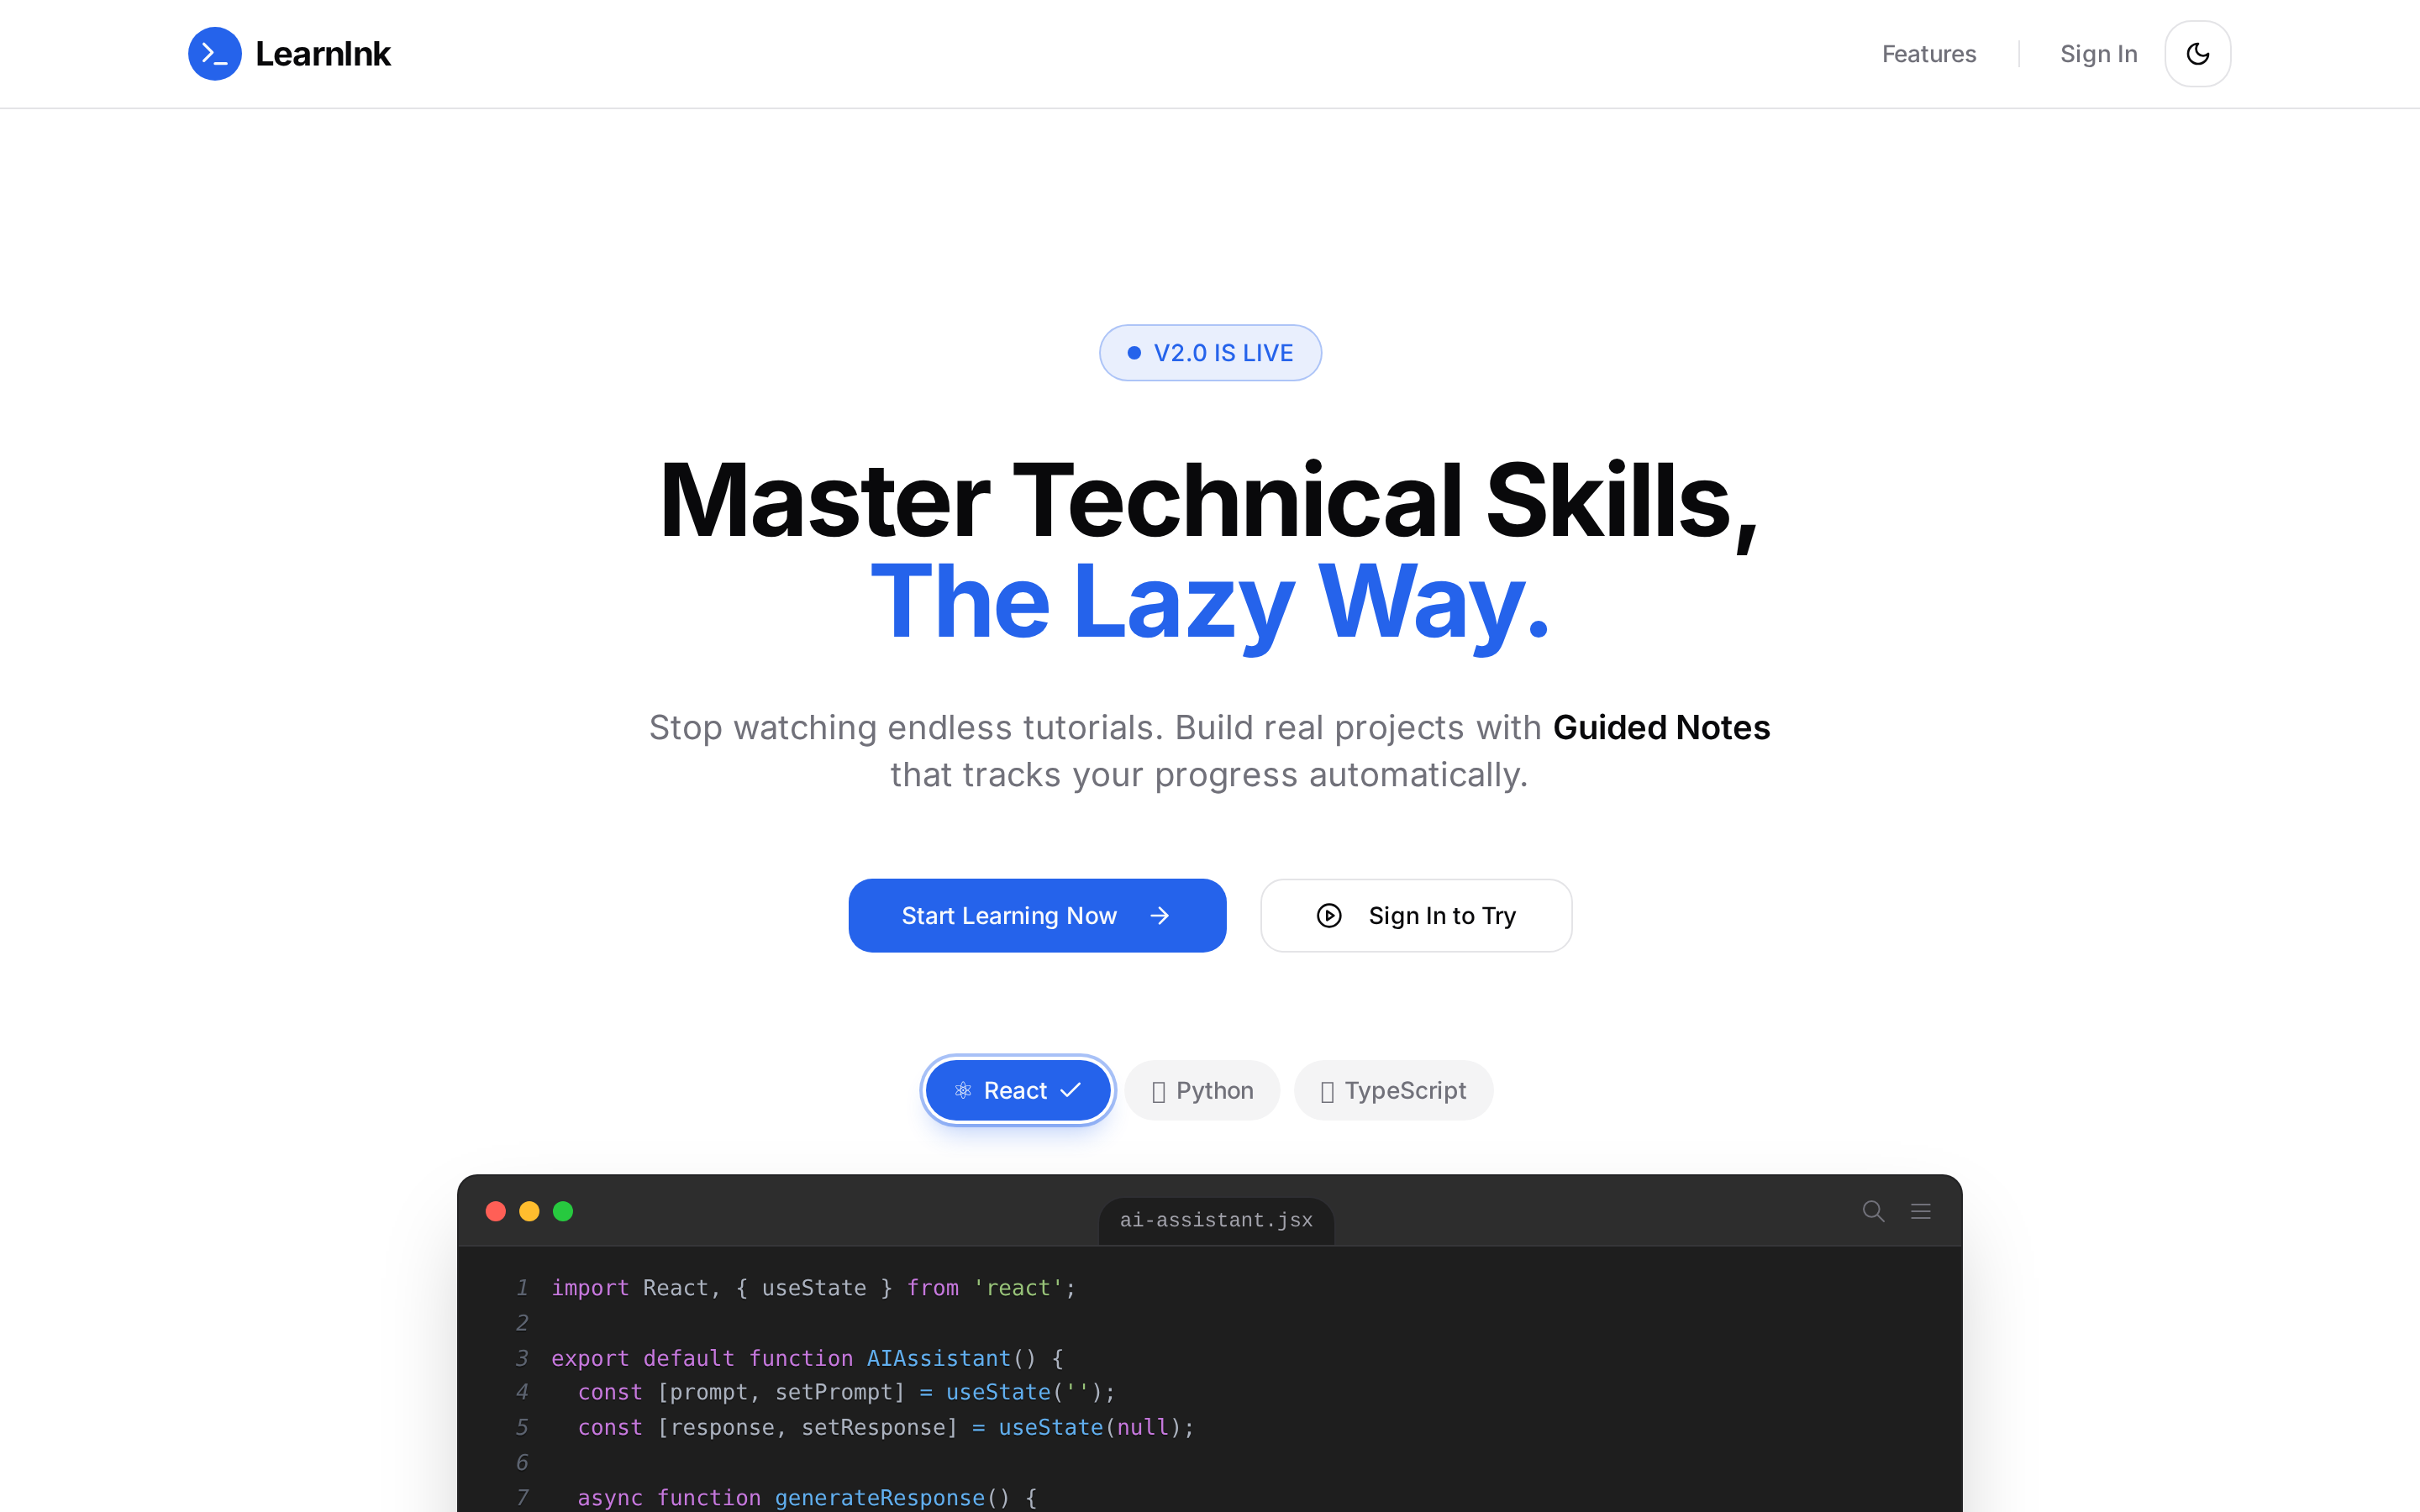 LearnInk
Features
Sign In
V2.0 IS LIVE
Master Technical Skills,
The Lazy Way.
Stop watching endless tutorials. Build real projects with Guided Notes
that tracks your progress automatically.
Start Learning Now
Sign In to Try
⚛ React
Python
TypeScript
ai-assistant.jsx
1 import React, { useState } from 'react';
2
3 export default function AIAssistant() {
4   const [prompt, setPrompt] = useState('');
5   const [response, setResponse] = useState(null);
6
7   async function generateResponse() {